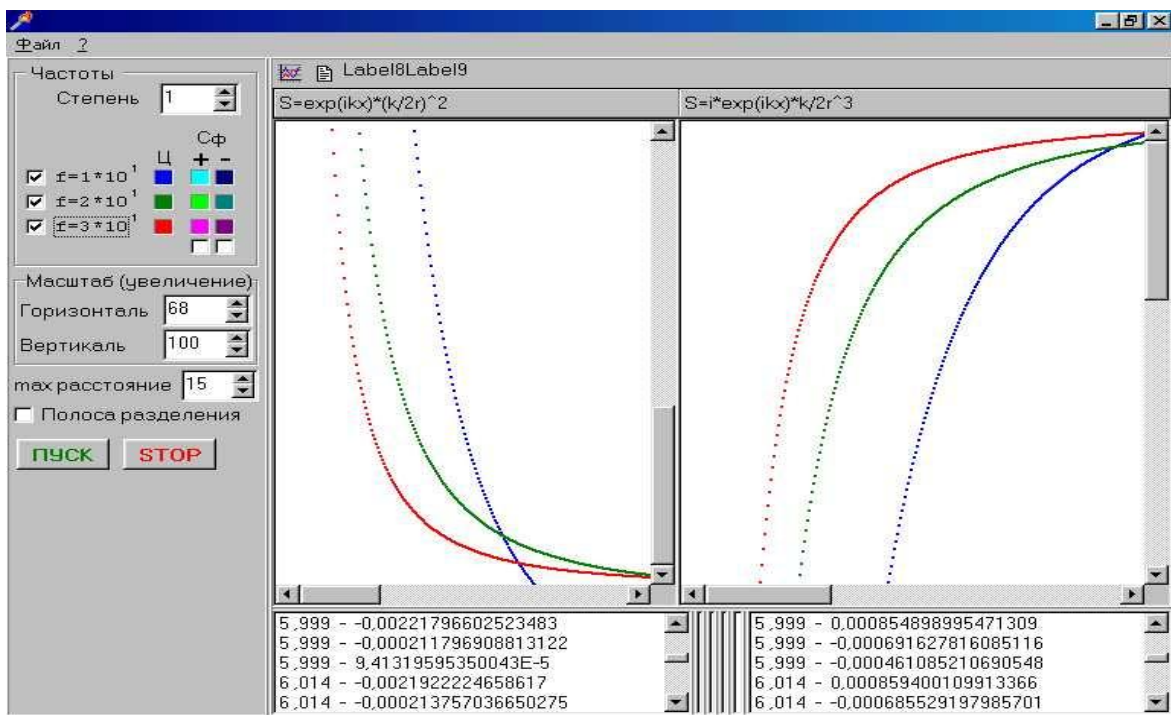 Файл ?
Частоты
Степень 1
Сф
Ц + -
f=1*10 1
f=2*10 1
f=3*10 1
Масштаб (увеличение)
Горизонталь 68
Вертикаль 100
max расстояние 15
Полоса разделения
ПУСК STOP
Label8Label9
S=exp(ikx)*(k/2r)^2
S=i*exp(ikx)*k/2r^3
5,999 - -0,00221796602523483
5,999 - -0,000211796908813122
5,999 - 9,41319595350043E-5
6,014 - -0,002192224658617
6,014 - -0,000213757036650275
5,999 - 0,000854898995471309
5,999 - -0,000691627816085116
5,999 - -0,000461085210690548
6,014 - 0,000859400109913366
6,014 - -0,000685529197985701